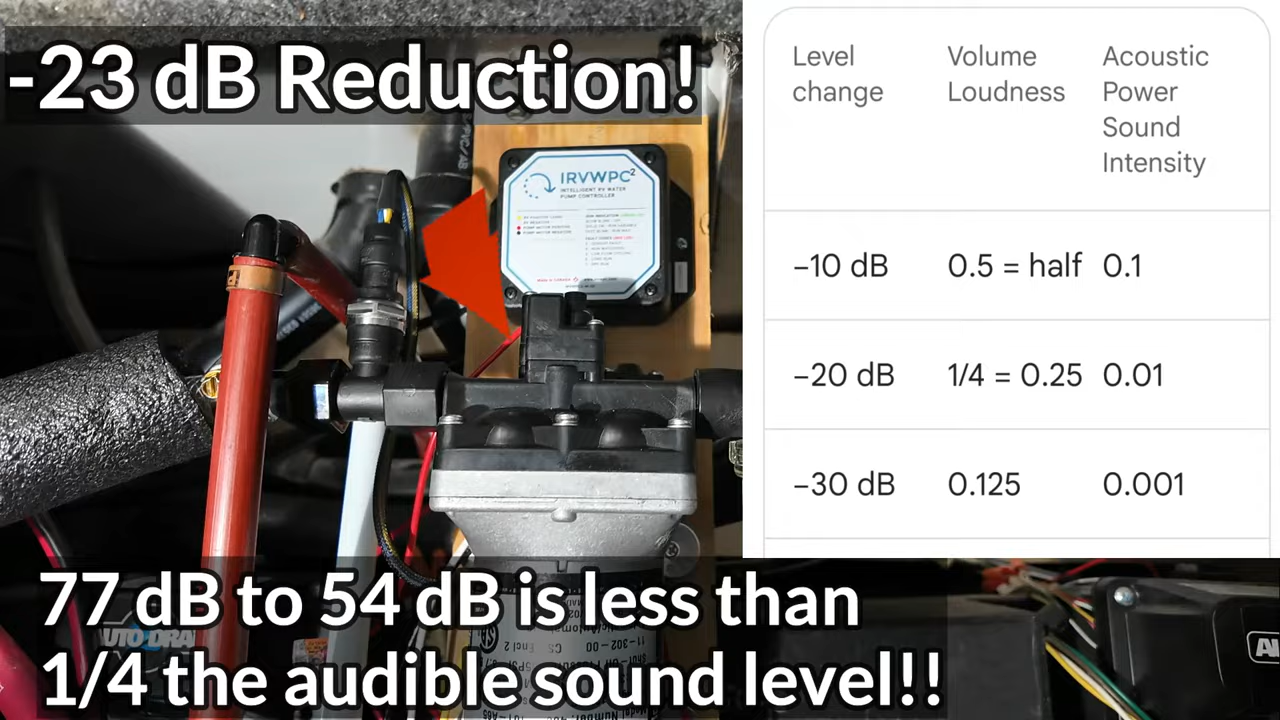 -23 dB Reduction!
IRVWPC²
INTELLIGENT RV WATER
PUMP CONTROLLER
Level change
Volume Loudness
Acoustic Power Sound Intensity
−10 dB 0.5 = half 0.1
−20 dB 1/4 = 0.25 0.01
−30 dB 0.125 0.001
77 dB to 54 dB is less than
1/4 the audible sound level!!